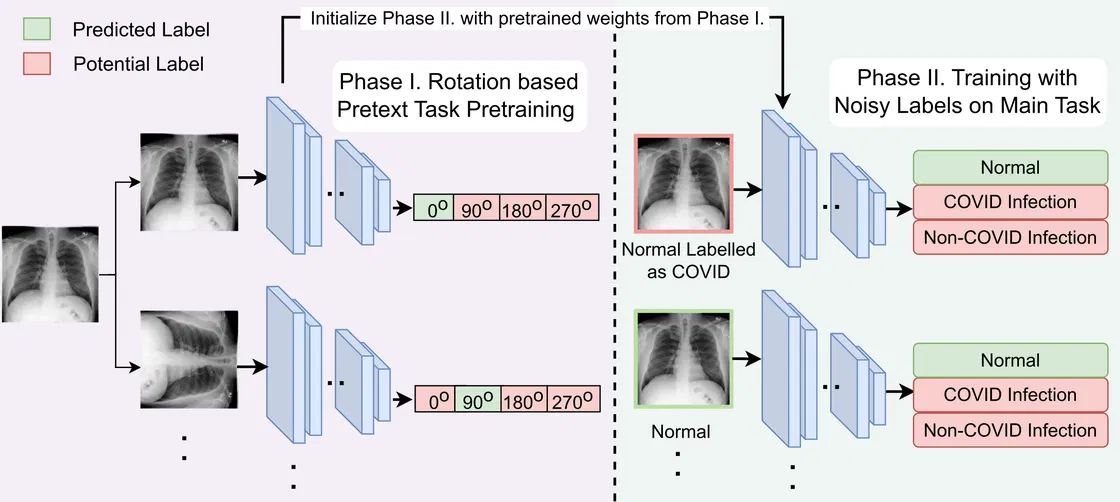 Predicted Label
Potential Label
Initialize Phase II. with pretrained weights from Phase I.
Phase I. Rotation based
Pretext Task Pretraining
0° 90° 180° 270°
0° 90° 180° 270°
Phase II. Training with
Noisy Labels on Main Task
Normal Labelled
as COVID
Normal
COVID Infection
Non-COVID Infection
Normal
Normal
COVID Infection
Non-COVID Infection